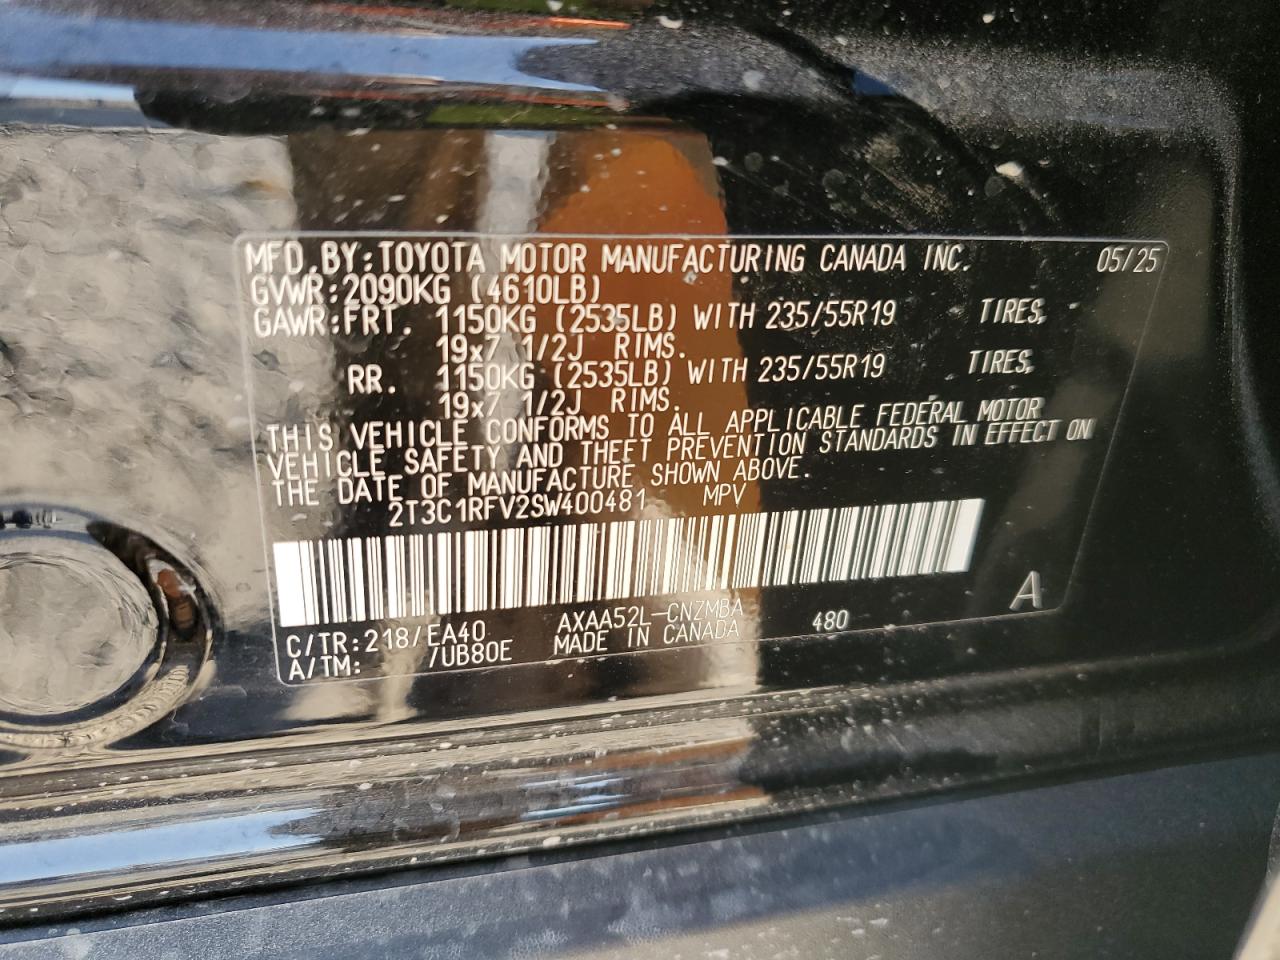 MFD. BY: TOYOTA MOTOR MANUFACTURING CANADA INC. 05/25
GVWR: 2090KG (4610LB)
GAWR: FRT. 1150KG (2535LB) WITH 235/55R19 TIRES,
19x7 1/2J RIMS.
RR. 1150KG (2535LB) WITH 235/55R19 TIRES,
19x7 1/2J RIMS.
THIS VEHICLE CONFORMS TO ALL APPLICABLE FEDERAL MOTOR
VEHICLE SAFETY AND THEFT PREVENTION STANDARDS IN EFFECT ON
THE DATE OF MANUFACTURE SHOWN ABOVE.
2T3C1RFV2SW400481 MPV
C/TR: 218/EA40 AXAA52L-CNZMBA 480 A
A/TM: /UB80E MADE IN CANADA